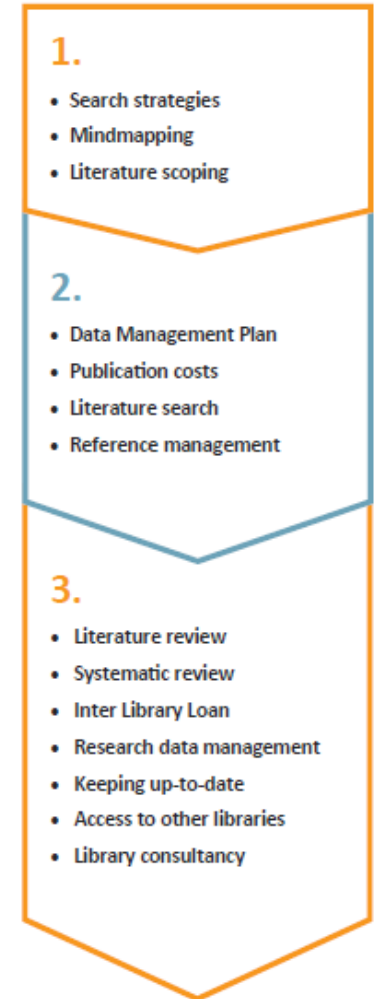 1.
• Search strategies
• Mindmapping
• Literature scoping
2.
• Data Management Plan
• Publication costs
• Literature search
• Reference management
3.
• Literature review
• Systematic review
• Inter Library Loan
• Research data management
• Keeping up-to-date
• Access to other libraries
• Library consultancy